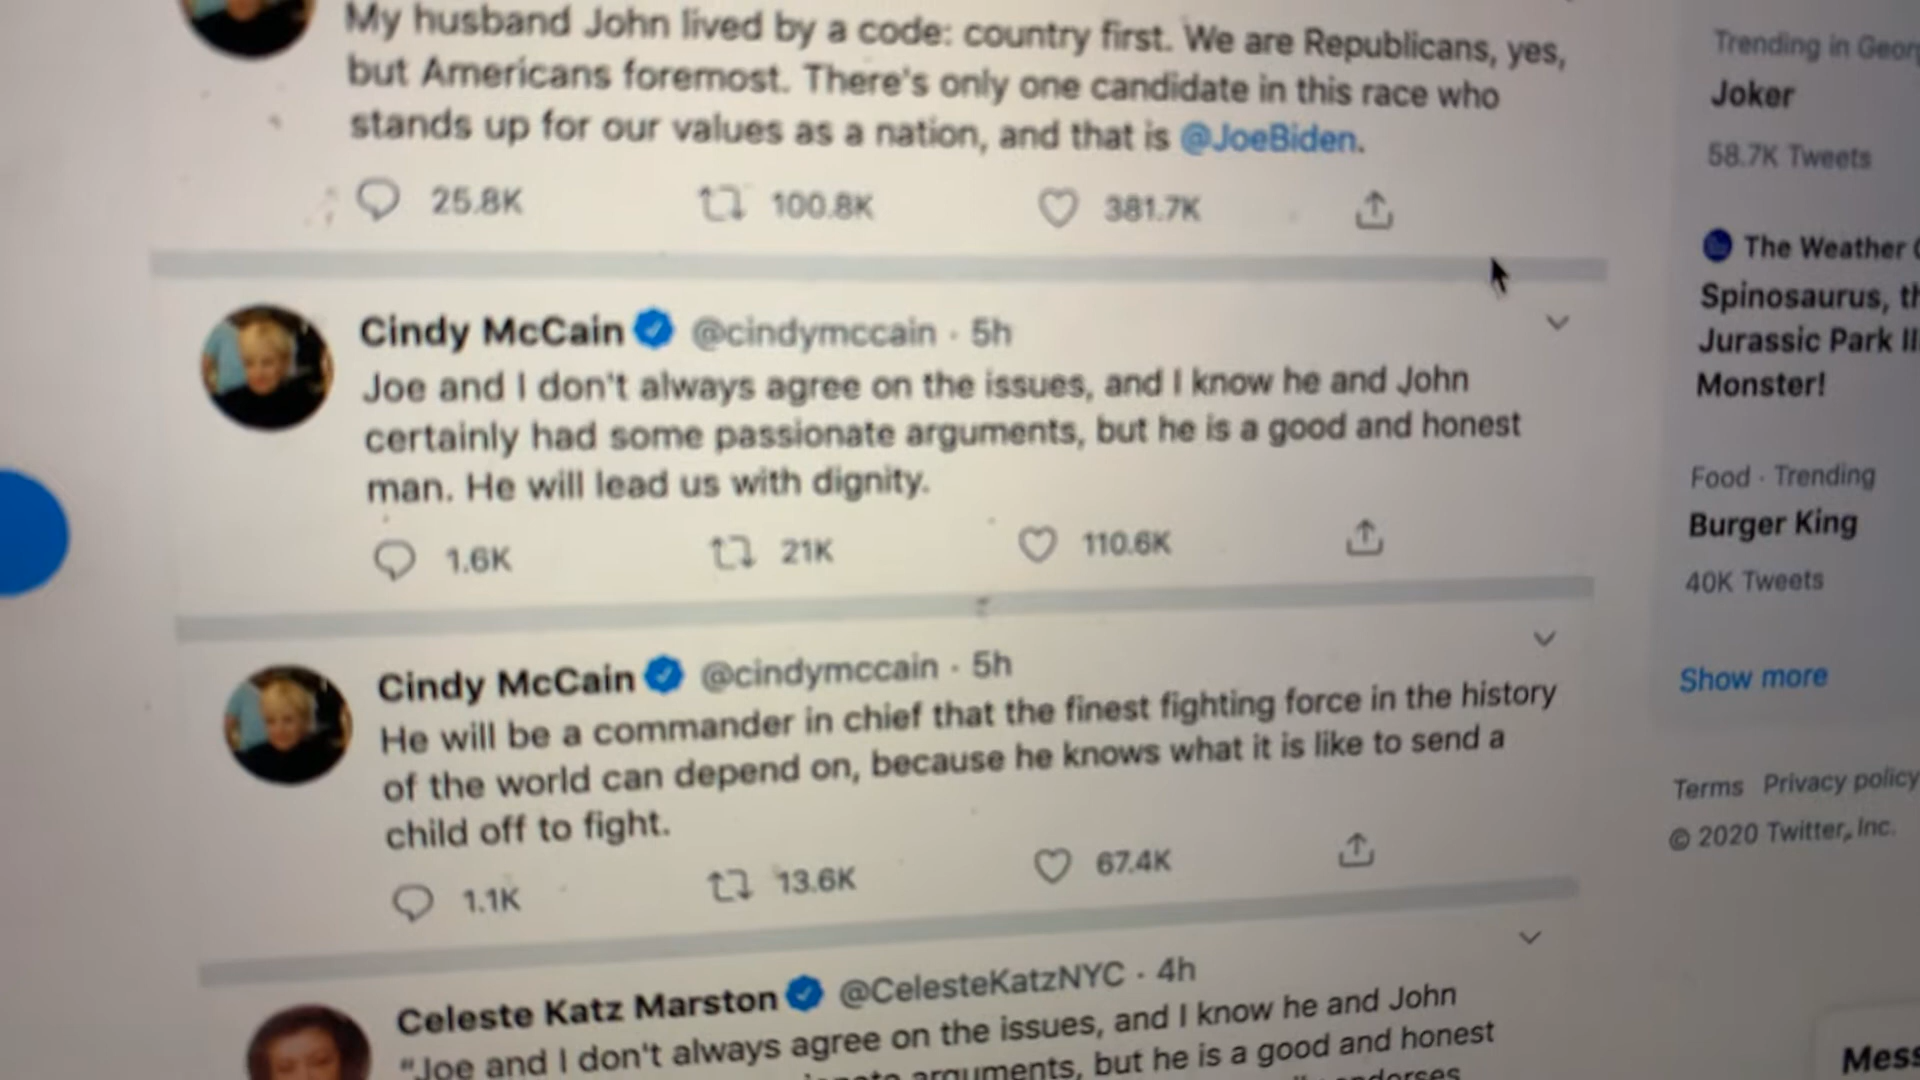 My husband John lived by a code: country first. We are Republicans, yes,
but Americans foremost. There's only one candidate in this race who
stands up for our values as a nation, and that is @JoeBiden.
25.8K 100.8K 381.7K
Cindy McCain @cindymccain · 5h
Joe and I don't always agree on the issues, and I know he and John
certainly had some passionate arguments, but he is a good and honest
man. He will lead us with dignity.
1.6K 21K 110.6K
Cindy McCain @cindymccain · 5h
He will be a commander in chief that the finest fighting force in the history
of the world can depend on, because he knows what it is like to send a
child off to fight.
1.1K 13.6K 67.4K
Celeste Katz Marston @CelesteKatzNYC · 4h
"Joe and I don't always agree on the issues, and I know he and John
arguments, but he is a good and honest
Trending in
Joker
58.7K Tweets
The Weather
Spinosaurus,
Jurassic Park
Monster!
Food · Trending
Burger King
40K Tweets
Show more
Terms Privacy policy
© 2020 Twitter, Inc.